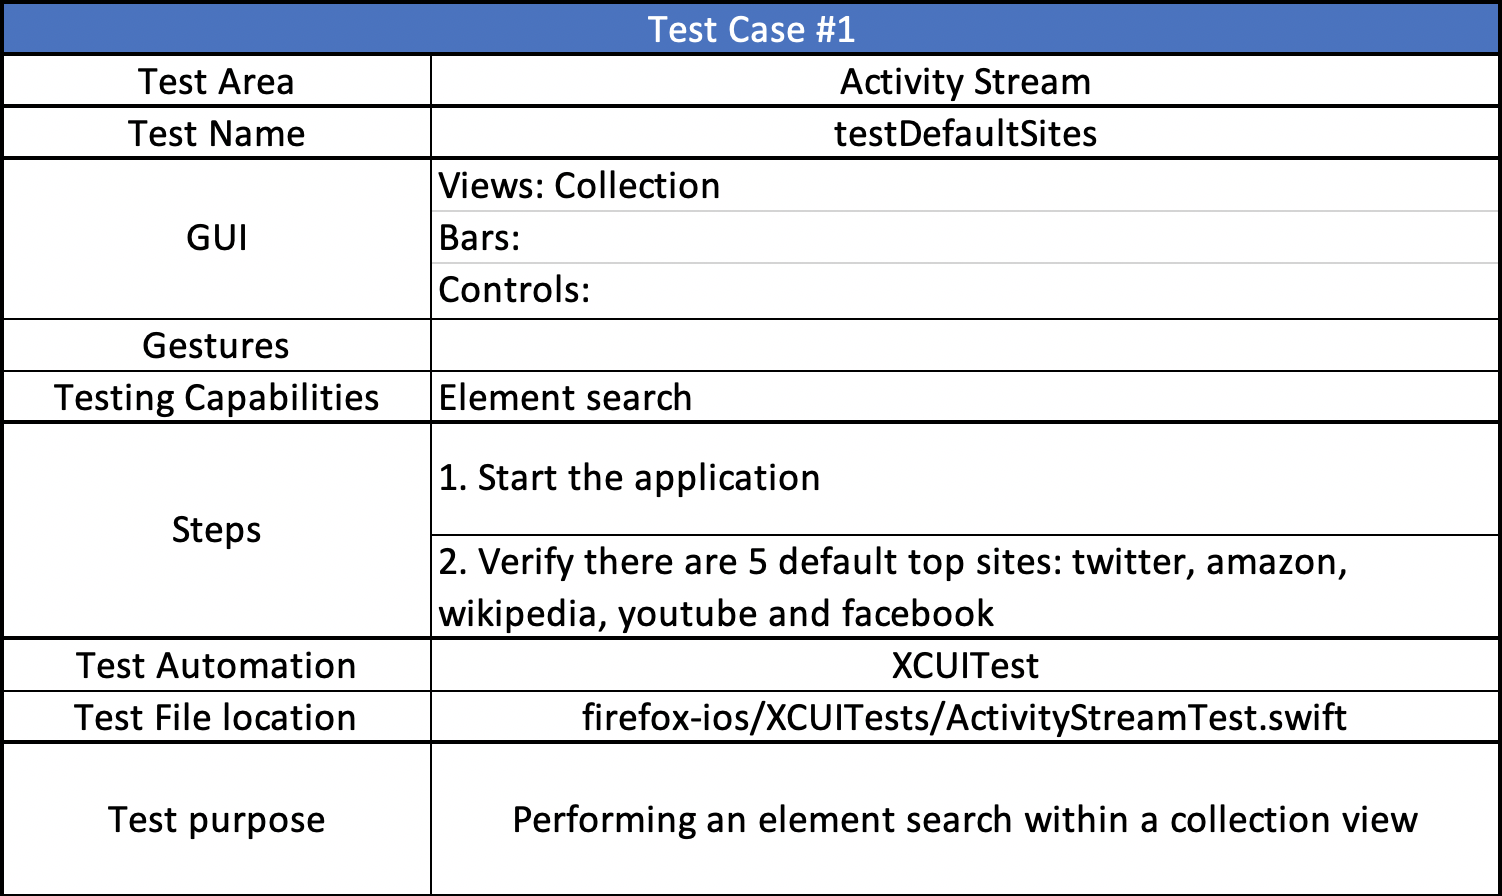 Test Case #1
Test Area
Activity Stream
Test Name
testDefaultSites
GUI
Views: Collection
Bars:
Controls:
Gestures
Testing Capabilities
Element search
Steps
1. Start the application
2. Verify there are 5 default top sites: twitter, amazon,
wikipedia, youtube and facebook
Test Automation
XCUITest
Test File location
firefox-ios/XCUITests/ActivityStreamTest.swift
Test purpose
Performing an element search within a collection view